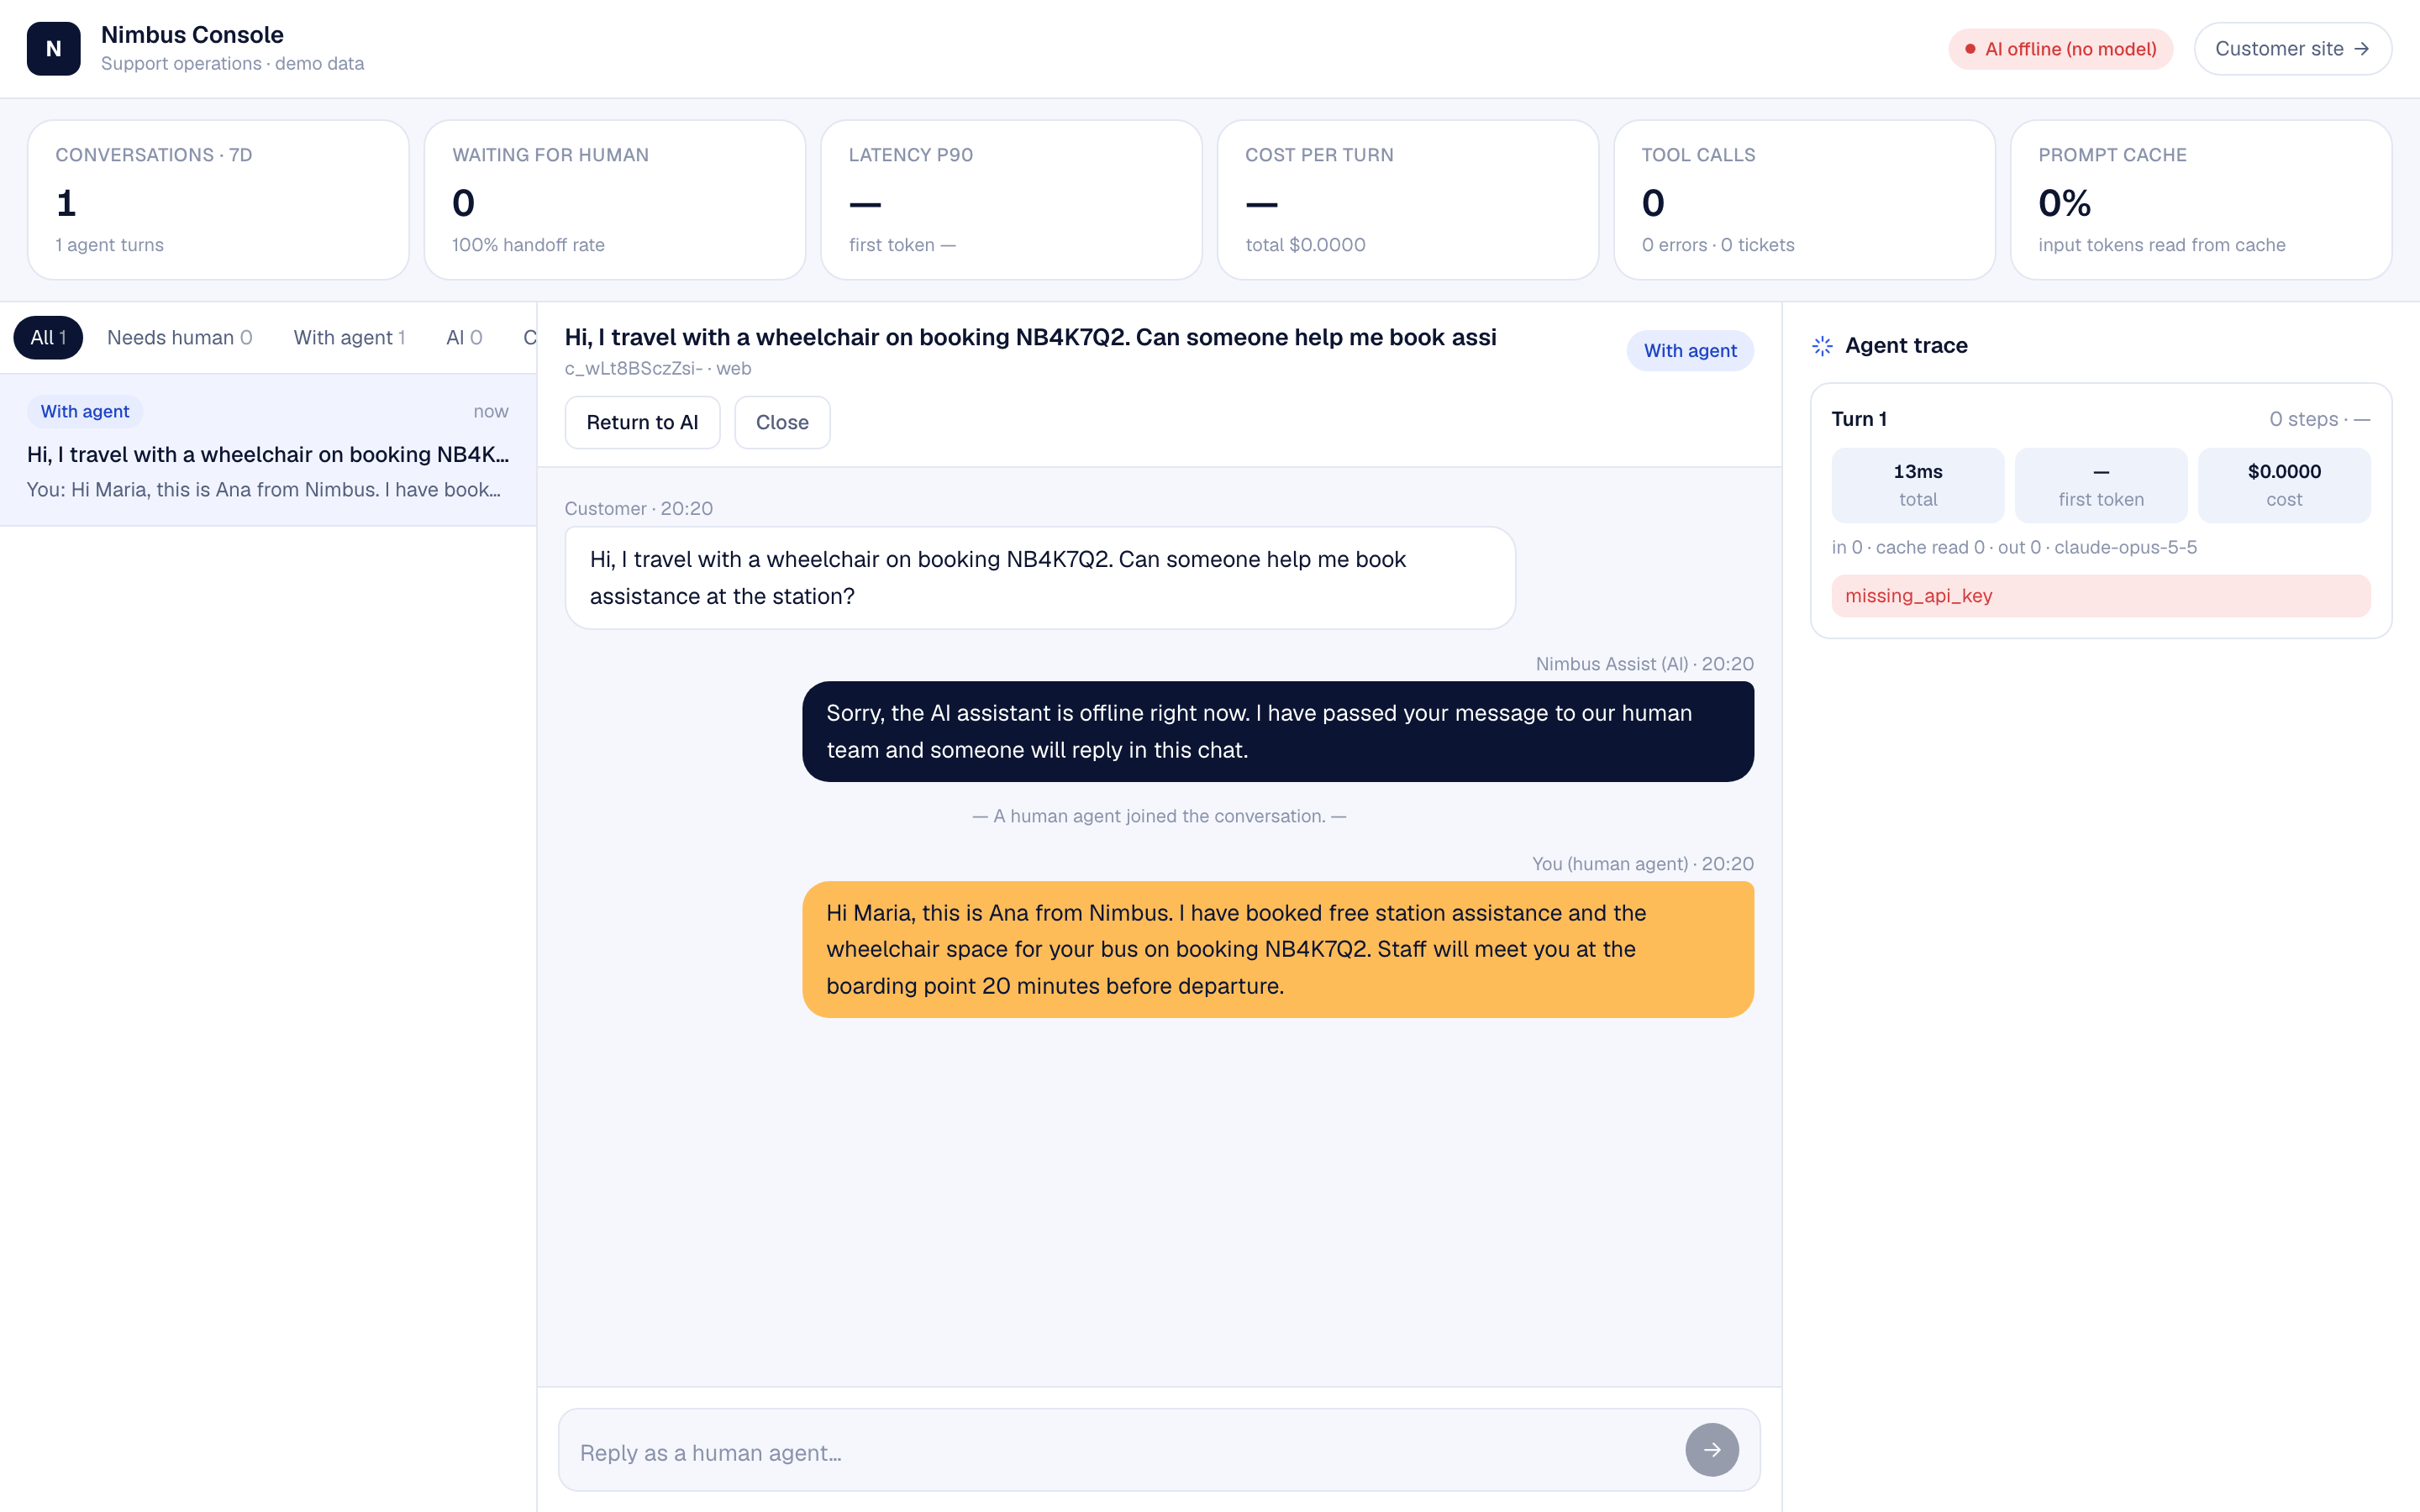 N
Nimbus Console
Support operations · demo data
AI offline (no model)
Customer site →
CONVERSATIONS · 7D
1
1 agent turns
WAITING FOR HUMAN
0
100% handoff rate
LATENCY P90
—
first token —
COST PER TURN
—
total $0.0000
TOOL CALLS
0
0 errors · 0 tickets
PROMPT CACHE
0%
input tokens read from cache
All 1
Needs human 0
With agent 1
AI 0
C
With agent
now
Hi, I travel with a wheelchair on booking NB4K...
You: Hi Maria, this is Ana from Nimbus. I have book...
Hi, I travel with a wheelchair on booking NB4K7Q2. Can someone help me book assi
c_wLt8BSczZsi- · web
With agent
Return to AI
Close
Customer · 20:20
Hi, I travel with a wheelchair on booking NB4K7Q2. Can someone help me book
assistance at the station?
Nimbus Assist (AI) · 20:20
Sorry, the AI assistant is offline right now. I have passed your message to our human
team and someone will reply in this chat.
— A human agent joined the conversation. —
You (human agent) · 20:20
Hi Maria, this is Ana from Nimbus. I have booked free station assistance and the
wheelchair space for your bus on booking NB4K7Q2. Staff will meet you at the
boarding point 20 minutes before departure.
Reply as a human agent...
→
Agent trace
Turn 1
0 steps · —
13ms
total
—
first token
$0.0000
cost
in 0 · cache read 0 · out 0 · claude-opus-5-5
missing_api_key